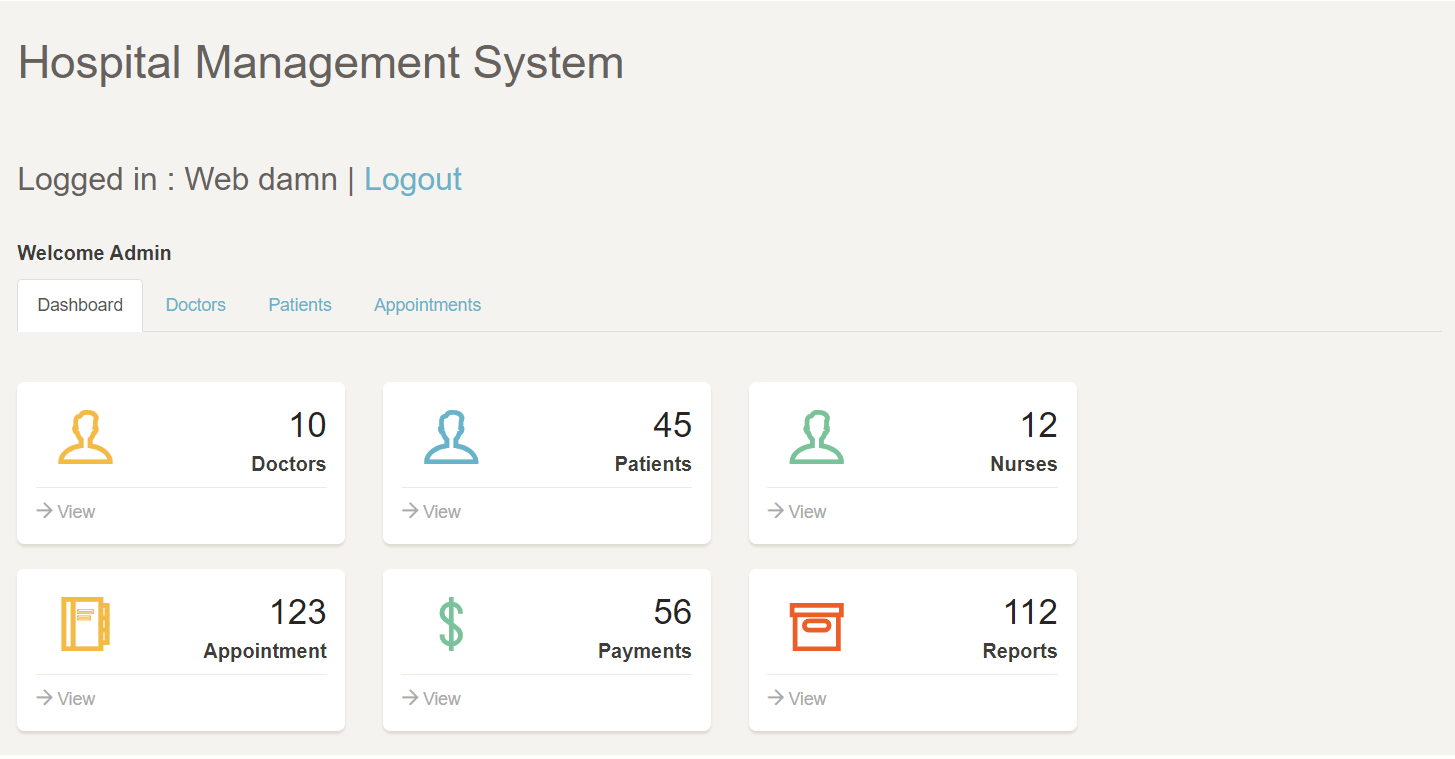 Hospital Management System
Logged in : Web damn | Logout
Welcome Admin
Dashboard Doctors Patients Appointments
10
Doctors
View
45
Patients
View
12
Nurses
View
123
Appointment
View
56
Payments
View
112
Reports
View